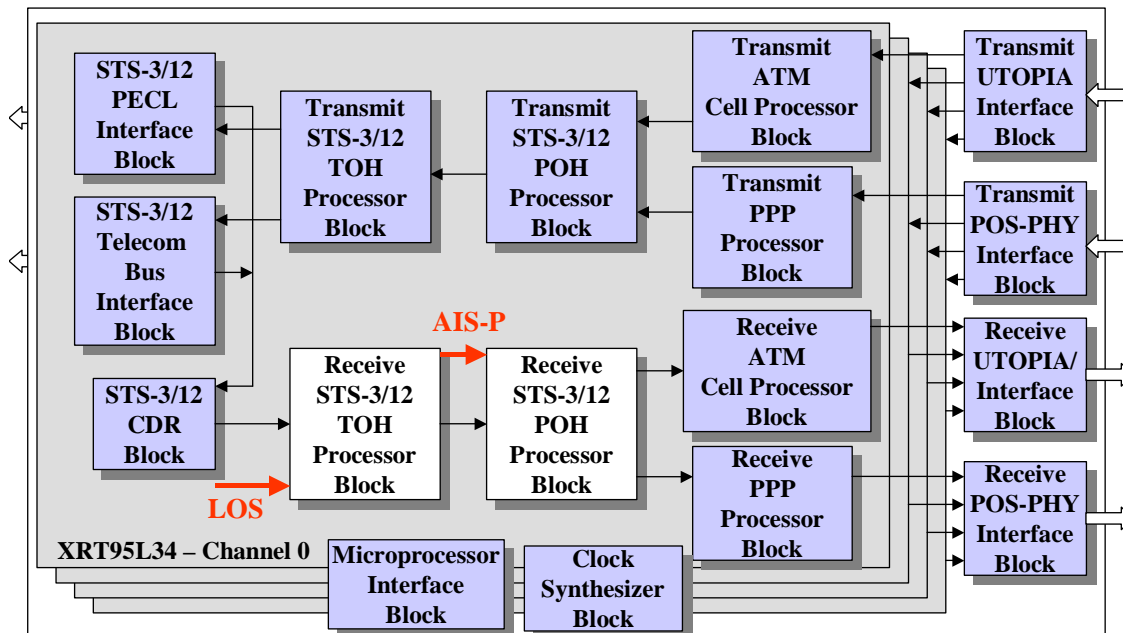 STS-3/12
PECL
Interface
Block
STS-3/12
Telecom
Bus
Interface
Block
STS-3/12
CDR
Block
Transmit
STS-3/12
TOH
Processor
Block
Transmit
STS-3/12
POH
Processor
Block
Transmit
ATM
Cell Processor
Block
Transmit
PPP
Processor
Block
Transmit
UTOPIA
Interface
Block
Transmit
POS-PHY
Interface
Block
AIS-P
LOS
Receive
STS-3/12
TOH
Processor
Block
Receive
STS-3/12
POH
Processor
Block
Receive
ATM
Cell Processor
Block
Receive
PPP
Processor
Block
Receive
UTOPIA/
Interface
Block
Receive
POS-PHY
Interface
Block
XRT95L34 – Channel 0
Microprocessor
Interface
Block
Clock
Synthesizer
Block